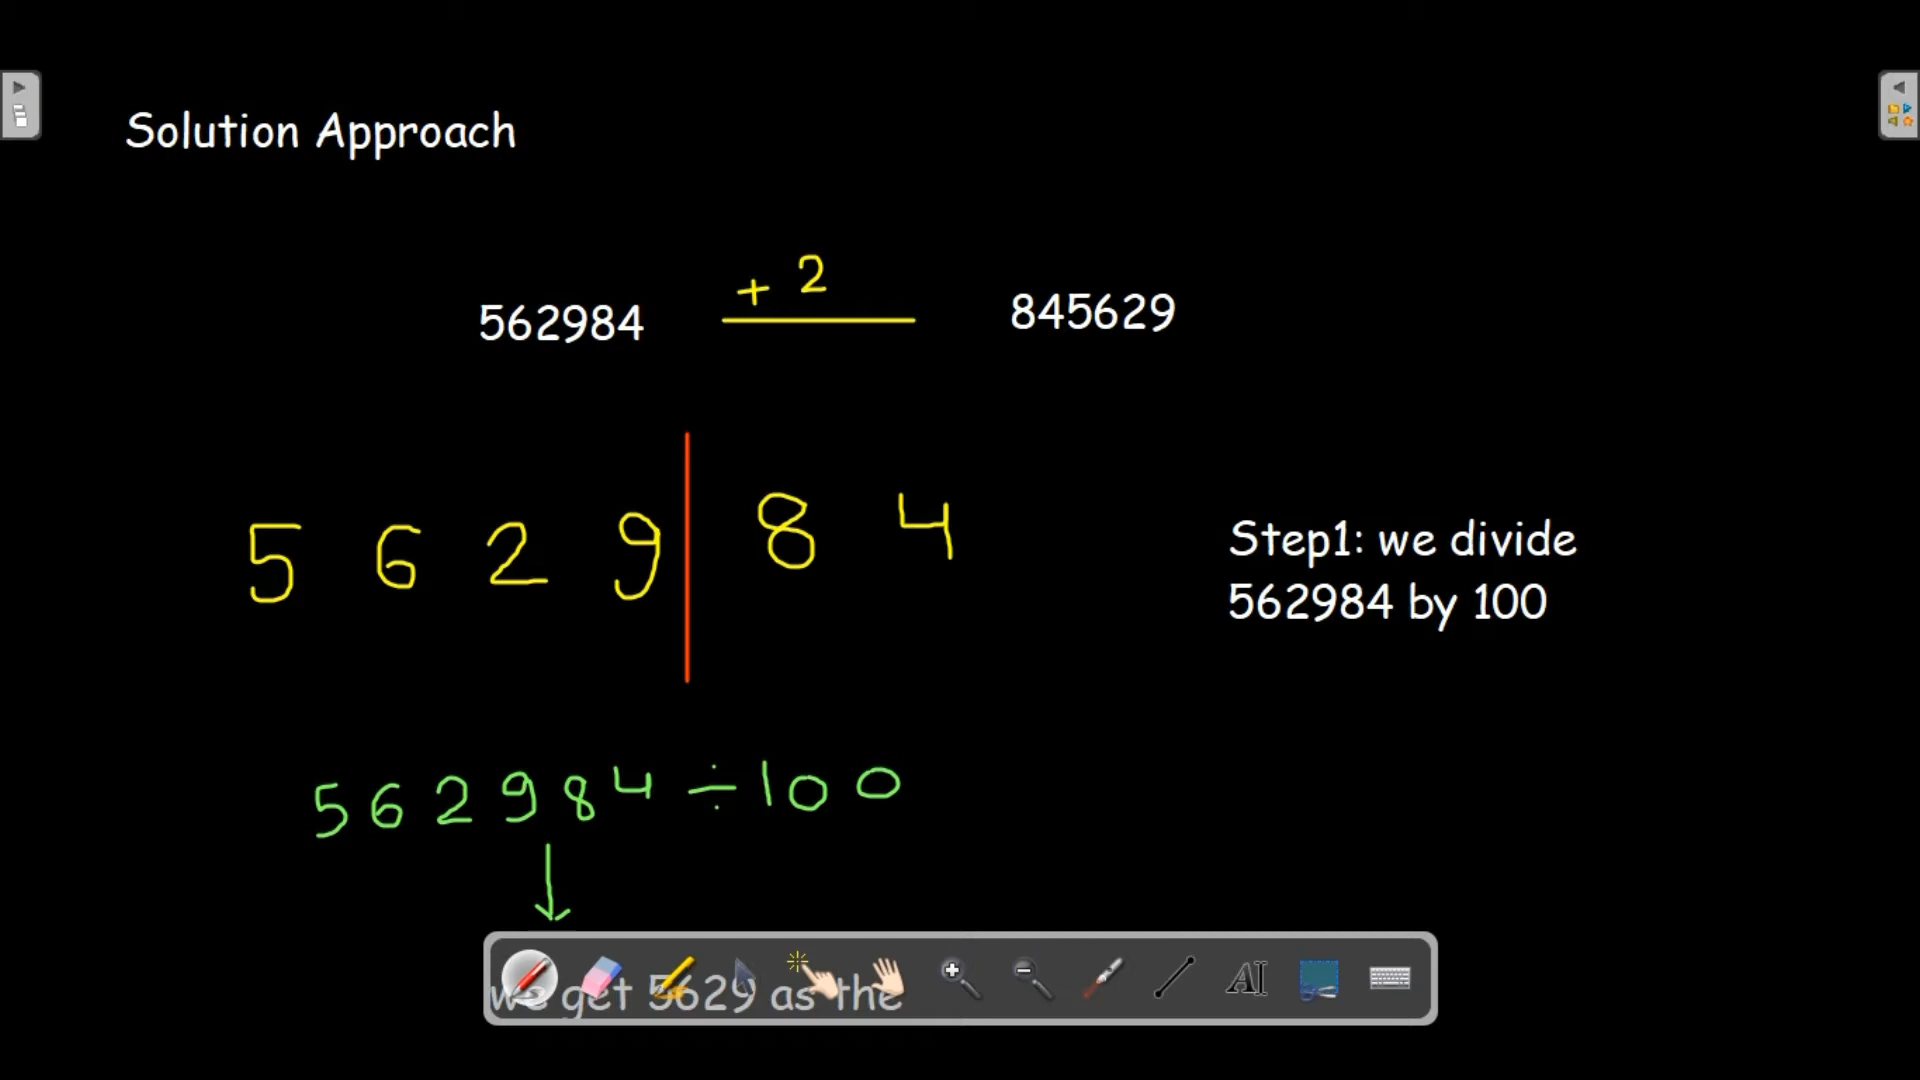 Solution Approach
+ 2
562984
845629
5 6 2 9 8 4
Step1: we divide
562984 by 100
562984 ÷ 100
we get 5629 as the